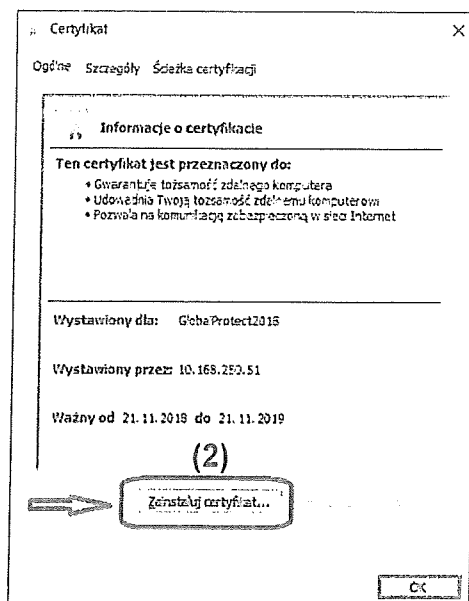 Certyfikat
Ogólne Szczegóły Ścieżka certyfikacji
Informacje o certyfikacie
Ten certyfikat jest przeznaczony do:
• Gwarantuje tożsamość zdalnego komputera
• Udowadnia Twoją tożsamość zdalnemu komputerowi
• Pozwala na komunikację zabezpieczoną w sieci Internet
Wystawiony dla: GlobalProtect2018
Wystawiony przez: 10.168.250.51
Ważny od 21.11.2018 do 21.11.2019
(2)
Zainstaluj certyfikat...
OK